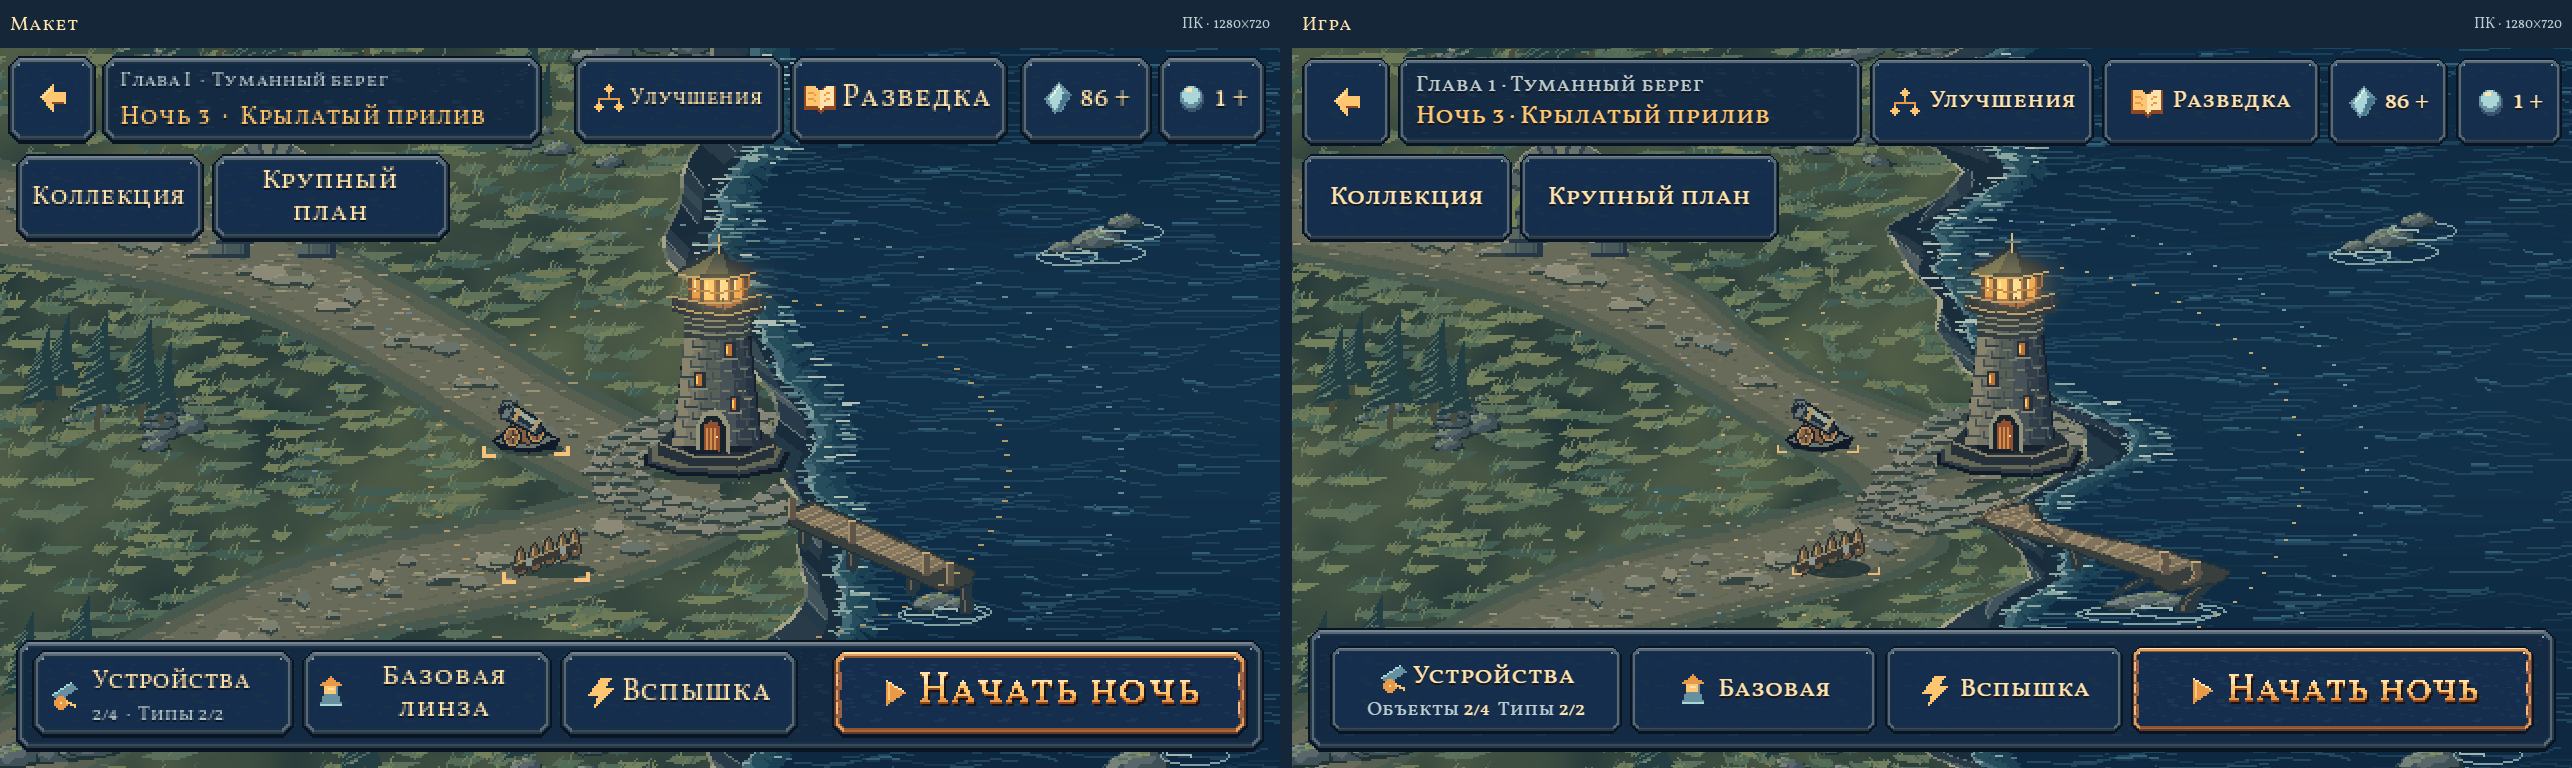 Макет
ПК · 1280×720
Глава I · Туманный берег
Ночь 3 · Крылатый прилив
Улучшения
Разведка
86 +
1 +
Коллекция
Крупный
план
Устройства
2/4 · Типы 2/2
Базовая
линза
Вспышка
Начать ночь
Игра
ПК · 1280×720
Глава 1 · Туманный берег
Ночь 3 · Крылатый прилив
Улучшения
Разведка
86 +
1 +
Коллекция
Крупный план
Устройства
Объекты 2/4 Типы 2/2
Базовая
Вспышка
Начать ночь